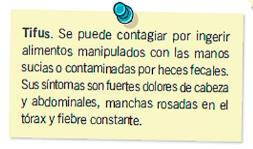 Tifus. Se puede contagiar por ingerir
alimentos manipulados con las manos
sucias o contaminadas por heces fecales.
Sus síntomas son fuertes dolores de cabeza
y abdominales, manchas rosadas en el
tórax y fiebre constante.